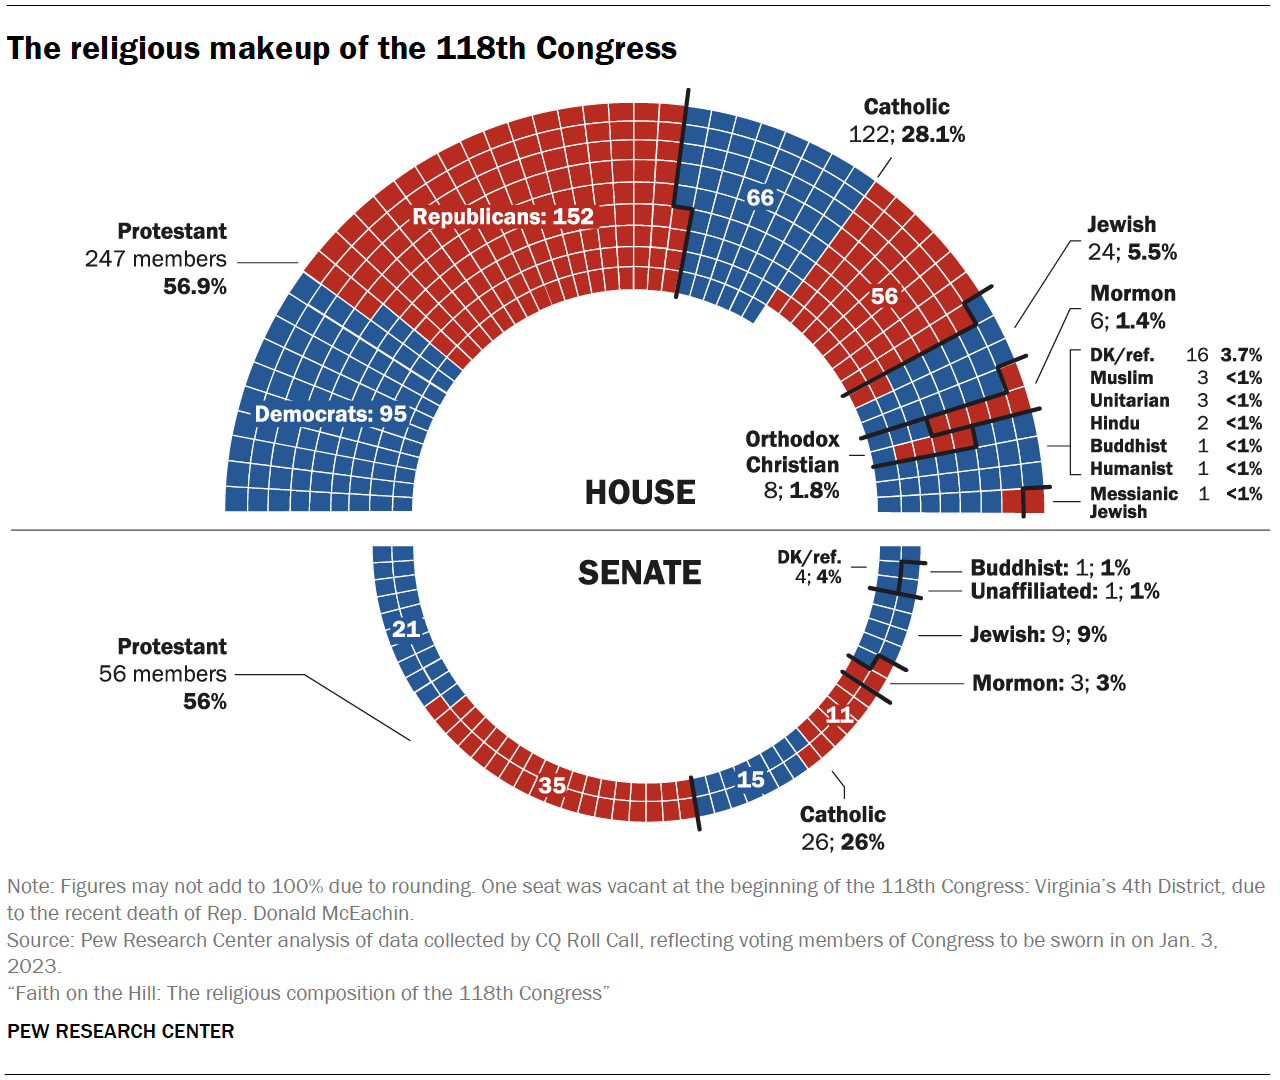 The religious makeup of the 118th Congress
Catholic
122; 28.1%
66
Republicans: 152
Protestant
247 members
56.9%
Jewish
24; 5.5%
56
Mormon
6; 1.4%
DK/ref. 16 3.7%
Muslim 3 <1%
Unitarian 3 <1%
Hindu 2 <1%
Buddhist 1 <1%
Humanist 1 <1%
Messianic 1 <1%
Jewish
Democrats: 95
Orthodox
Christian
8; 1.8%
HOUSE
SENATE
DK/ref.
4; 4%
Buddhist: 1; 1%
Unaffiliated: 1; 1%
21
Jewish: 9; 9%
Protestant
56 members
56%
Mormon: 3; 3%
11
35
15
Catholic
26; 26%
Note: Figures may not add to 100% due to rounding. One seat was vacant at the beginning of the 118th Congress: Virginia’s 4th District, due
to the recent death of Rep. Donald McEachin.
Source: Pew Research Center analysis of data collected by CQ Roll Call, reflecting voting members of Congress to be sworn in on Jan. 3,
2023.
“Faith on the Hill: The religious composition of the 118th Congress”
PEW RESEARCH CENTER